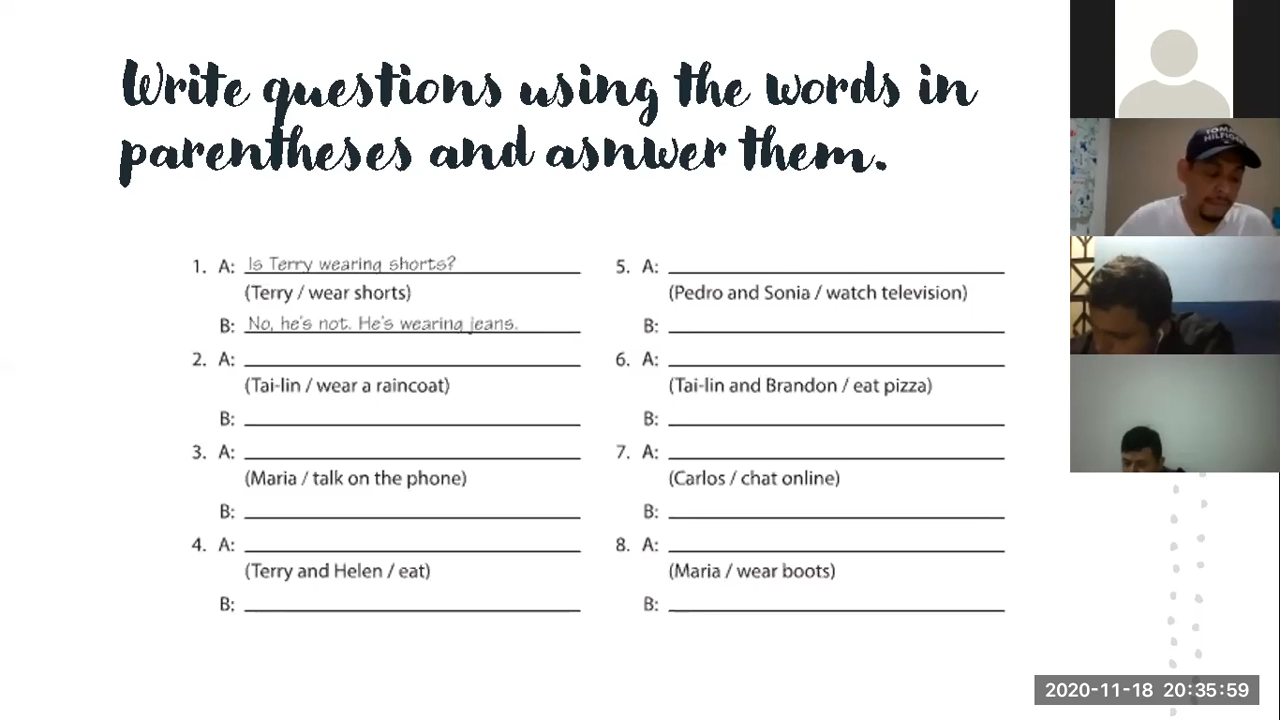 Write questions using the words in
parentheses and asnwer them.
1. A: Is Terry wearing shorts?
(Terry / wear shorts)
B: No, he's not. He's wearing jeans.
2. A:
(Tai-lin / wear a raincoat)
B:
3. A:
(Maria / talk on the phone)
B:
4. A:
(Terry and Helen / eat)
B:
5. A:
(Pedro and Sonia / watch television)
B:
6. A:
(Tai-lin and Brandon / eat pizza)
B:
7. A:
(Carlos / chat online)
B:
8. A:
(Maria / wear boots)
B:
TOMMY
HILFIGER
2020-11-18 20:35:59